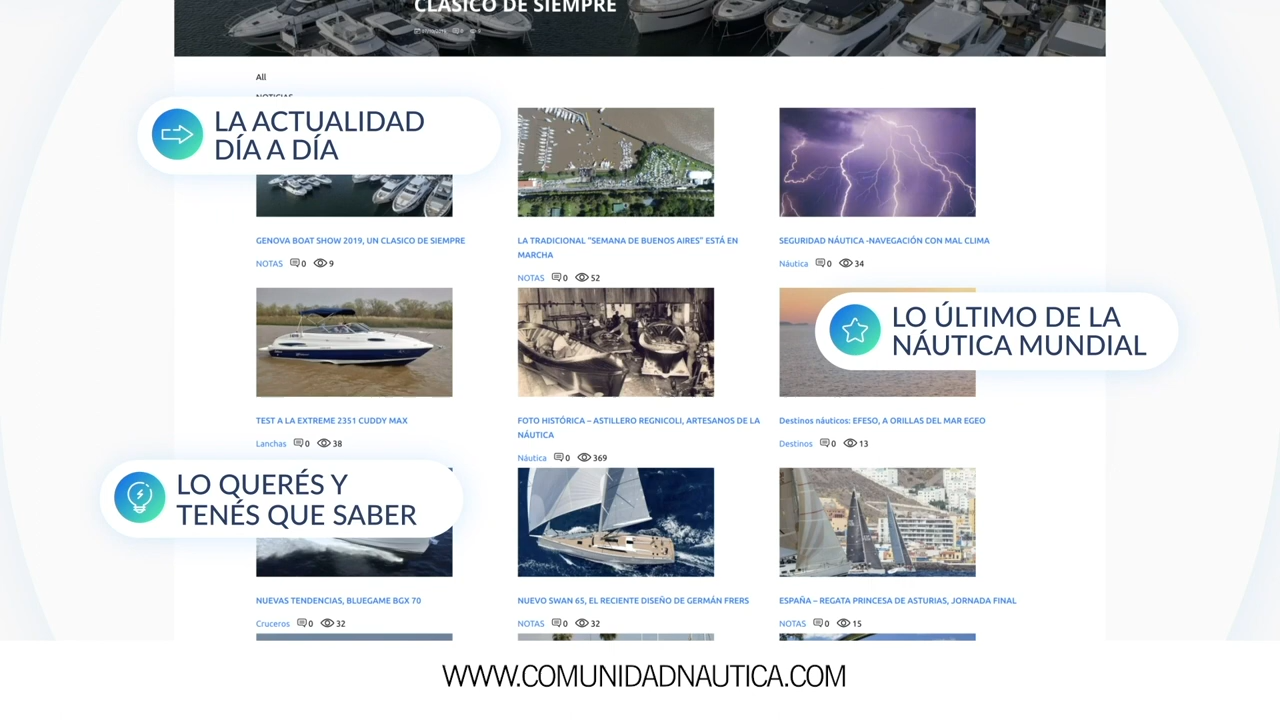 CLASICO DE SIEMPRE
All
LA ACTUALIDAD
DÍA A DÍA
GENOVA BOAT SHOW 2019, UN CLASICO DE SIEMPRE
NOTAS 0 9
LA TRADICIONAL "SEMANA DE BUENOS AIRES" ESTÁ EN
MARCHA
NOTAS 0 52
SEGURIDAD NÁUTICA -NAVEGACIÓN CON MAL CLIMA
Náutica 0 34
LO ÚLTIMO DE LA
NÁUTICA MUNDIAL
TEST A LA EXTREME 2351 CUDDY MAX
Lanchas 0 38
FOTO HISTÓRICA – ASTILLERO REGNICOLI, ARTESANOS DE LA
NÁUTICA
Náutica 0 369
Destinos náuticos: EFESO, A ORILLAS DEL MAR EGEO
Destinos 0 13
LO QUERÉS Y
TENÉS QUE SABER
NUEVAS TENDENCIAS, BLUEGAME BGX 70
Cruceros 0 32
NUEVO SWAN 65, EL RECIENTE DISEÑO DE GERMÁN FRERS
NOTAS 0 32
ESPAÑA – REGATA PRINCESA DE ASTURIAS, JORNADA FINAL
NOTAS 0 15
WWW.COMUNIDADNAUTICA.COM